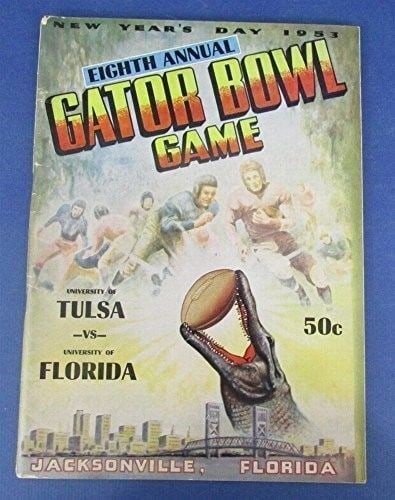 NEW YEAR'S DAY 1953
EIGHTH ANNUAL
GATOR BOWL
GAME
UNIVERSITY OF
TULSA
-VS-
UNIVERSITY OF
FLORIDA
50c
JACKSONVILLE, FLORIDA